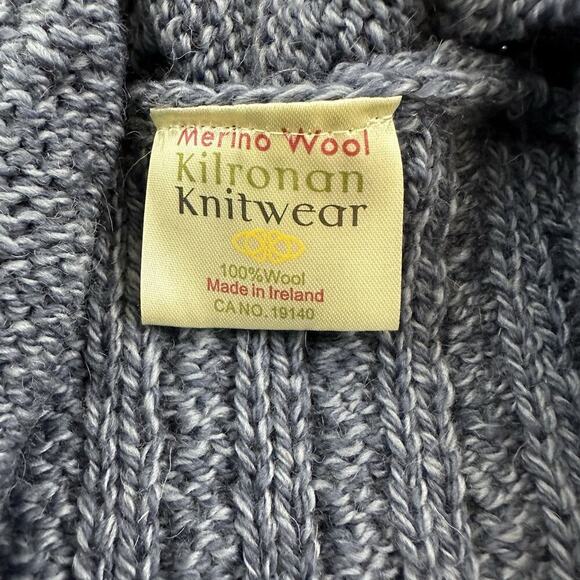 Merino Wool
Kilronan
Knitwear
100%Wool
Made in Ireland
CA NO. 19140